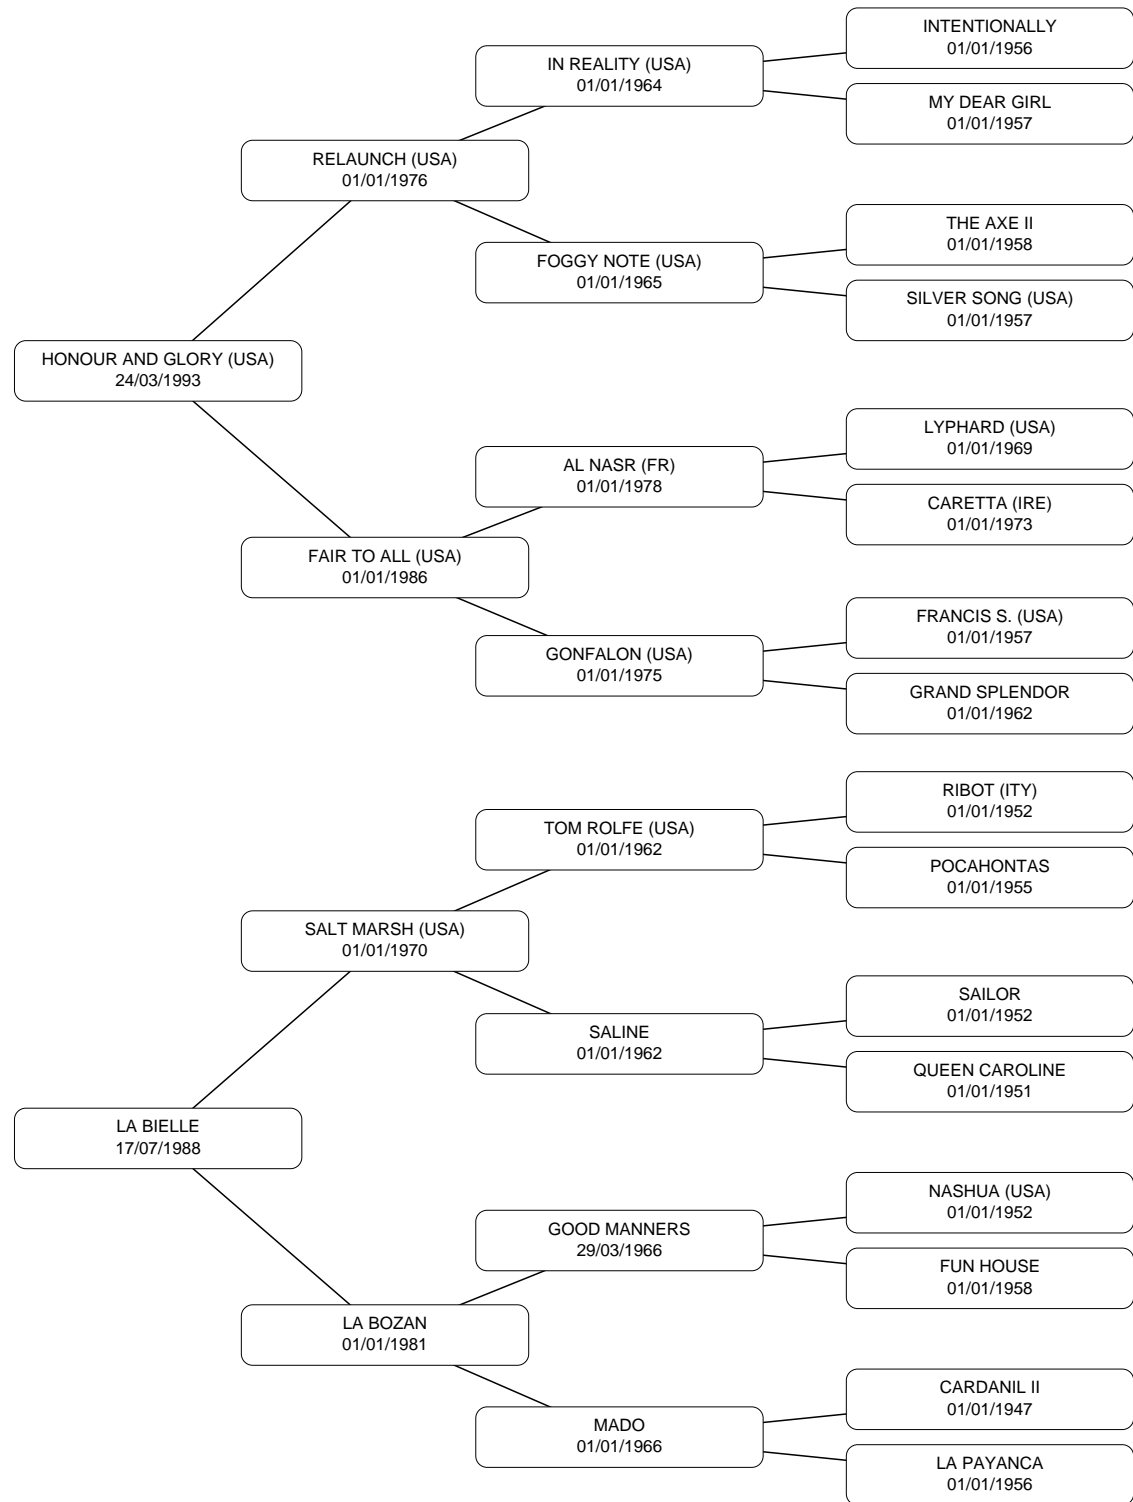 INTENTIONALLY
01/01/1956
IN REALITY (USA)
01/01/1964
MY DEAR GIRL
01/01/1957
RELAUNCH (USA)
01/01/1976
THE AXE II
01/01/1958
FOGGY NOTE (USA)
01/01/1965
SILVER SONG (USA)
01/01/1957
HONOUR AND GLORY (USA)
24/03/1993
LYPHARD (USA)
01/01/1969
AL NASR (FR)
01/01/1978
CARETTA (IRE)
01/01/1973
FAIR TO ALL (USA)
01/01/1986
FRANCIS S. (USA)
01/01/1957
GONFALON (USA)
01/01/1975
GRAND SPLENDOR
01/01/1962
RIBOT (ITY)
01/01/1952
TOM ROLFE (USA)
01/01/1962
POCAHONTAS
01/01/1955
SALT MARSH (USA)
01/01/1970
SAILOR
01/01/1952
SALINE
01/01/1962
QUEEN CAROLINE
01/01/1951
LA BIELLE
17/07/1988
NASHUA (USA)
01/01/1952
GOOD MANNERS
29/03/1966
FUN HOUSE
01/01/1958
LA BOZAN
01/01/1981
CARDANIL II
01/01/1947
MADO
01/01/1966
LA PAYANCA
01/01/1956